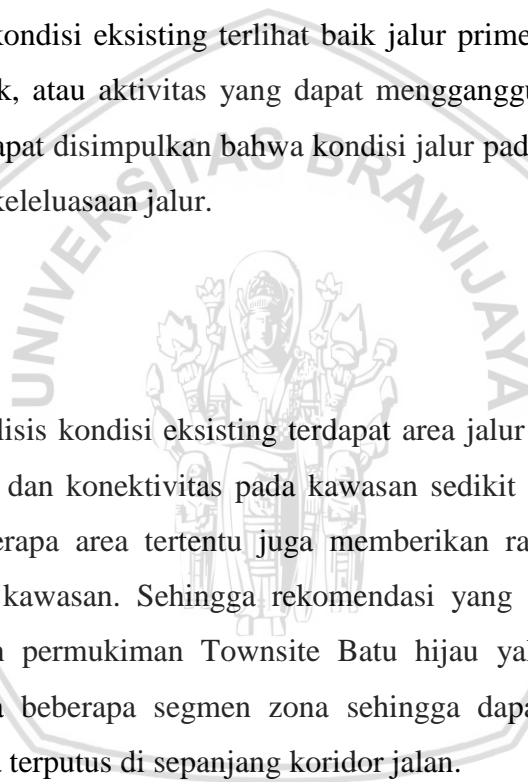 kondisi eksisting terlihat baik jalur prime
k, atau aktivitas yang dapat mengganggu
apat disimpulkan bahwa kondisi jalur pad
keleluasaan jalur.
UNIVERSITAS BRAWIJAYA
lisis kondisi eksisting terdapat area jalur
dan konektivitas pada kawasan sedikit
erapa area tertentu juga memberikan ra
kawasan. Sehingga rekomendasi yang
n permukiman Townsite Batu hijau ya
a beberapa segmen zona sehingga dapa
terputus di sepanjang koridor jalan.